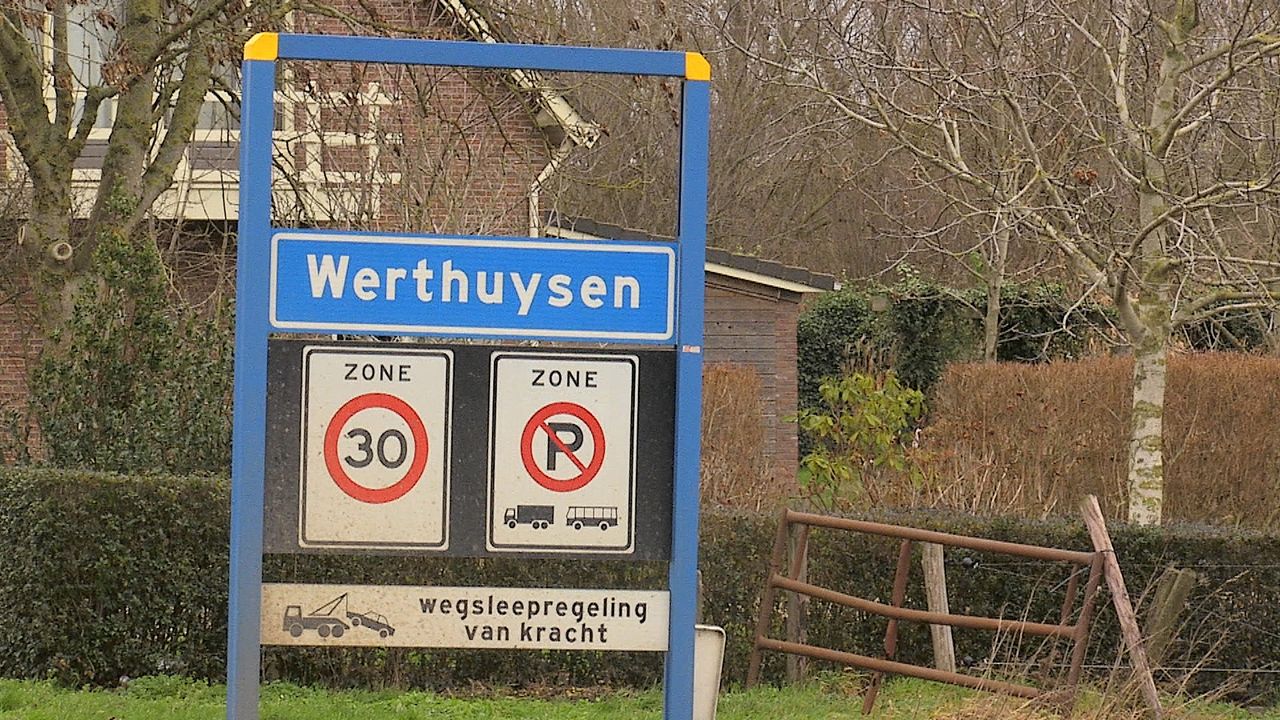 Werthuysen
ZONE
30
ZONE
P
wegsleepregeling
van kracht